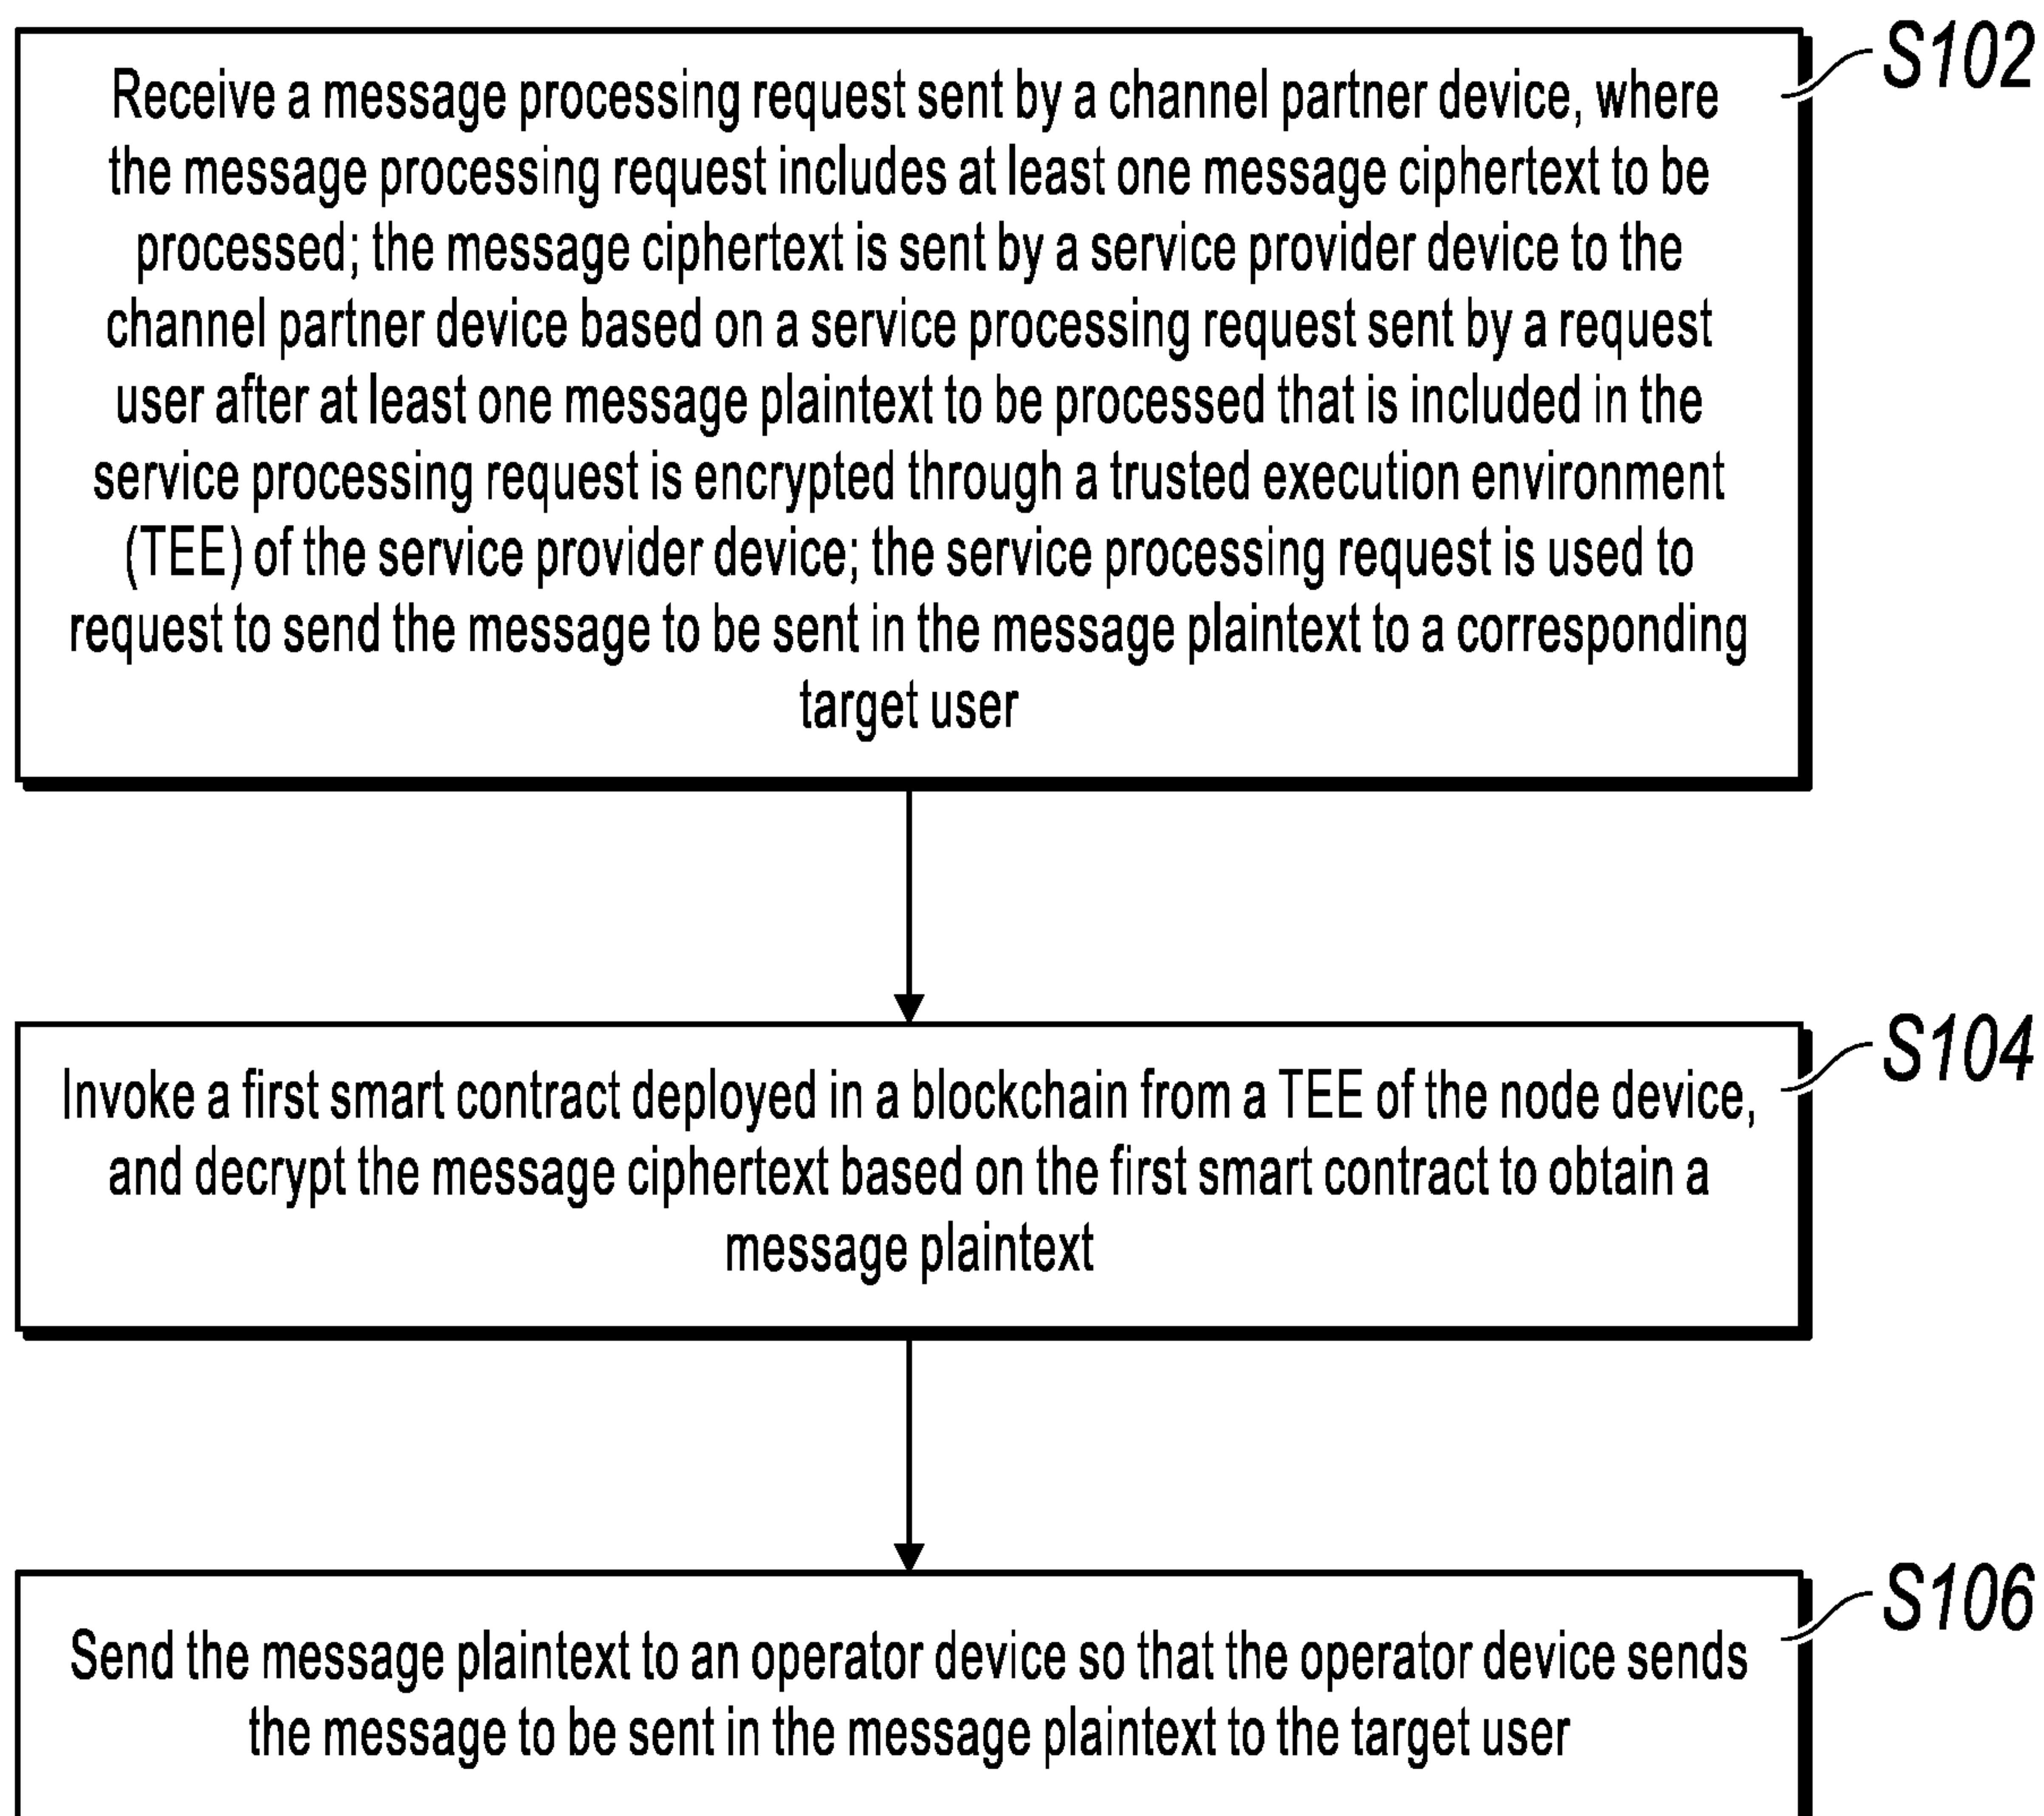 S102
Receive a message processing request sent by a channel partner device, where
the message processing request includes at least one message ciphertext to be
processed; the message ciphertext is sent by a service provider device to the
channel partner device based on a service processing request sent by a request
user after at least one message plaintext to be processed that is included in the
service processing request is encrypted through a trusted execution environment
(TEE) of the service provider device; the service processing request is used to
request to send the message to be sent in the message plaintext to a corresponding
target user
S104
Invoke a first smart contract deployed in a blockchain from a TEE of the node device,
and decrypt the message ciphertext based on the first smart contract to obtain a
message plaintext
S106
Send the message plaintext to an operator device so that the operator device sends
the message to be sent in the message plaintext to the target user